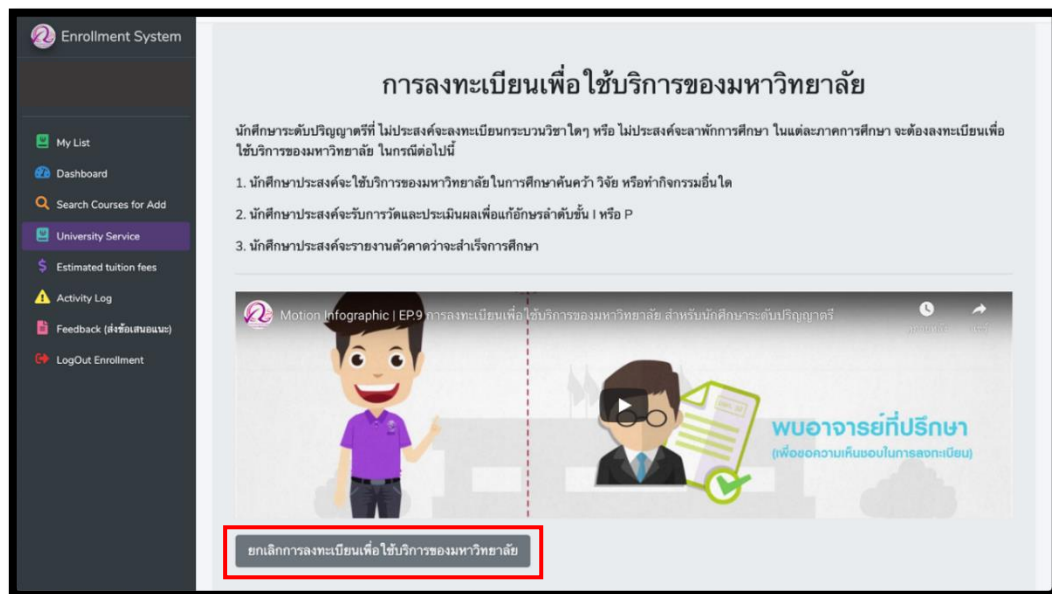 Enrollment System
My List
Dashboard
Search Courses for Add
University Service
Estimated tuition fees
Activity Log
Feedback (ส่งข้อเสนอแนะ)
LogOut Enrollment
การลงทะเบียนเพื่อใช้บริการของมหาวิทยาลัย
นักศึกษาระดับปริญญาตรีที่ ไม่ประสงค์จะลงทะเบียนกระบวนวิชาใดๆ หรือ ไม่ประสงค์จะลาพักการศึกษา ในแต่ละภาคการศึกษา จะต้องลงทะเบียนเพื่อ
ใช้บริการของมหาวิทยาลัย ในกรณีต่อไปนี้
1. นักศึกษาประสงค์จะใช้บริการของมหาวิทยาลัยในการศึกษาค้นคว้า วิจัย หรือทำกิจกรรมอื่นใด
2. นักศึกษาประสงค์จะรับการวัดและประเมินผลเพื่อแก้อักษรลำดับขั้น I หรือ P
3. นักศึกษาประสงค์จะรายงานตัวคาดว่าจะสำเร็จการศึกษา
Motion Infographic | EP.9 การลงทะเบียนเพื่อใช้บริการของมหาวิทยาลัย สำหรับนักศึกษาระดับปริญญาตรี
พบอาจารย์ที่ปรึกษา
(เพื่อขอความเห็นชอบในการลงทะเบียน)
ยกเลิกการลงทะเบียนเพื่อใช้บริการของมหาวิทยาลัย